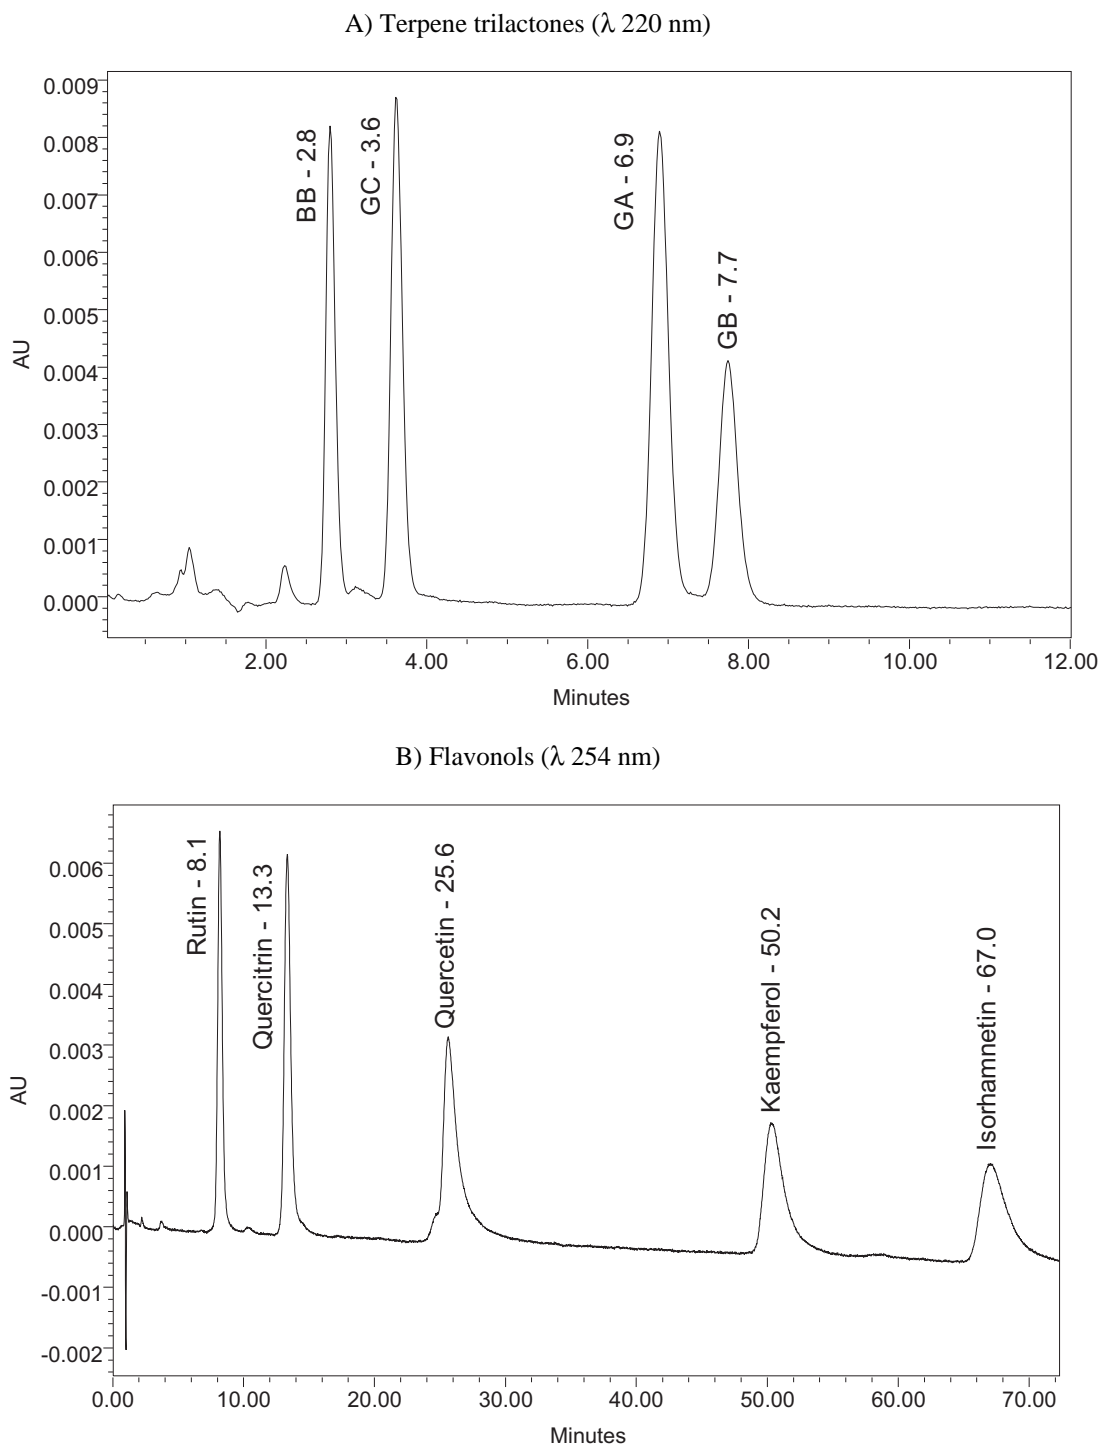 A) Terpene trilactones (λ 220 nm)
0.009
0.008
0.007
0.006
0.005
0.004
0.003
0.002
0.001
0.000
AU
BB - 2.8
GC - 3.6
GA - 6.9
GB - 7.7
2.00 4.00 6.00 8.00 10.00 12.00
Minutes
B) Flavonols (λ 254 nm)
0.006
0.005
0.004
0.003
0.002
0.001
0.000
-0.001
-0.002
AU
Rutin - 8.1
Quercitrin - 13.3
Quercetin - 25.6
Kaempferol - 50.2
Isorhamnetin - 67.0
0.00 10.00 20.00 30.00 40.00 50.00 60.00 70.00
Minutes